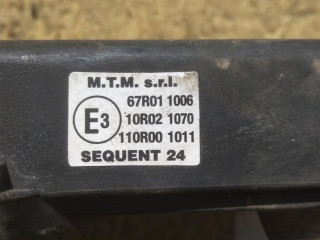 M.T.M. s.r.l.
67R01 1006
E3 10R02 1070
110R00 1011
SEQUENT 24